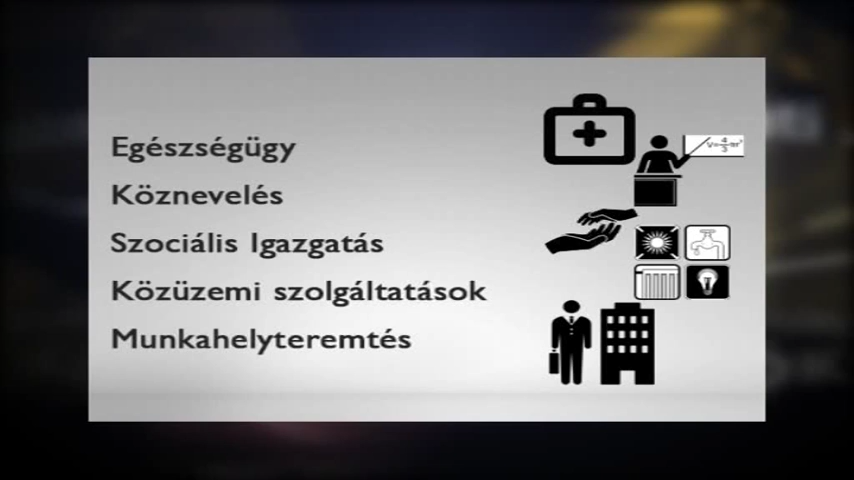 Egészségügy
Köznevelés
Szociális Igazgatás
Közüzemi szolgáltatások
Munkahelyteremtés